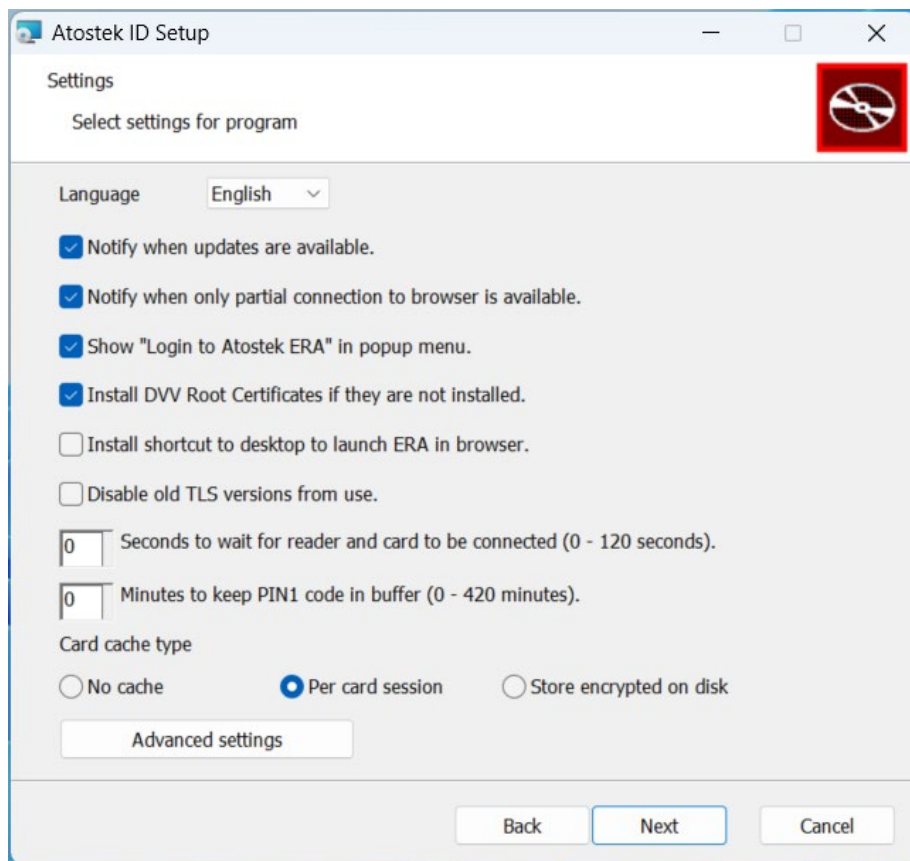 Atostek ID Setup
Settings
Select settings for program
Language English
Notify when updates are available.
Notify when only partial connection to browser is available.
Show "Login to Atostek ERA" in popup menu.
Install DVV Root Certificates if they are not installed.
Install shortcut to desktop to launch ERA in browser.
Disable old TLS versions from use.
0 Seconds to wait for reader and card to be connected (0 - 120 seconds).
0 Minutes to keep PIN1 code in buffer (0 - 420 minutes).
Card cache type
No cache Per card session Store encrypted on disk
Advanced settings
Back Next Cancel